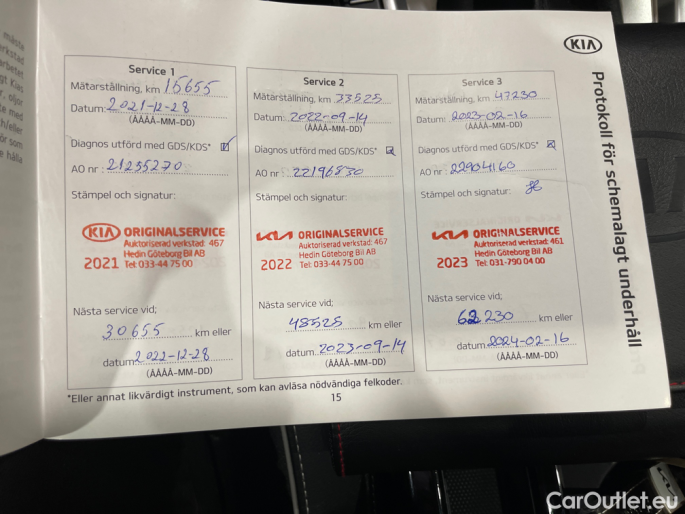 KIA
Protokoll för schemalagt underhåll
Service 1
Mätarställning, km 15655
Datum: 2021-12-28
(ÅÅÅÅ-MM-DD)
Diagnos utförd med GDS/KDS*
AO nr: 21255270
Stämpel och signatur:
KIA ORIGINALSERVICE
Auktoriserad verkstad: 467
Hedin Göteborg Bil AB
2021 Tel: 033-44 75 00
Nästa service vid;
30655 km eller
datum 2022-12-28
(ÅÅÅÅ-MM-DD)
Service 2
Mätarställning, km 33525
Datum: 2022-09-14
(ÅÅÅÅ-MM-DD)
Diagnos utförd med GDS/KDS*
AO nr: 22196830
Stämpel och signatur:
KIA ORIGINALSERVICE
Auktoriserad verkstad: 467
Hedin Göteborg Bil AB
2022 Tel: 033-44 75 00
Nästa service vid;
48525 km eller
datum: 2023-09-14
(ÅÅÅÅ-MM-DD)
Service 3
Mätarställning, km 47230
Datum: 2023-02-16
(ÅÅÅÅ-MM-DD)
Diagnos utförd med GDS/KDS*
AO nr: 22904160
Stämpel och signatur:
KIA ORIGINALSERVICE
Auktoriserad verkstad: 461
Hedin Göteborg Bil AB
2023 Tel: 031-790 04 00
Nästa service vid;
62230 km eller
datum: 2024-02-16
(ÅÅÅÅ-MM-DD)
*Eller annat likvärdigt instrument, som kan avläsa nödvändiga felkoder.
15
CarOutlet.eu